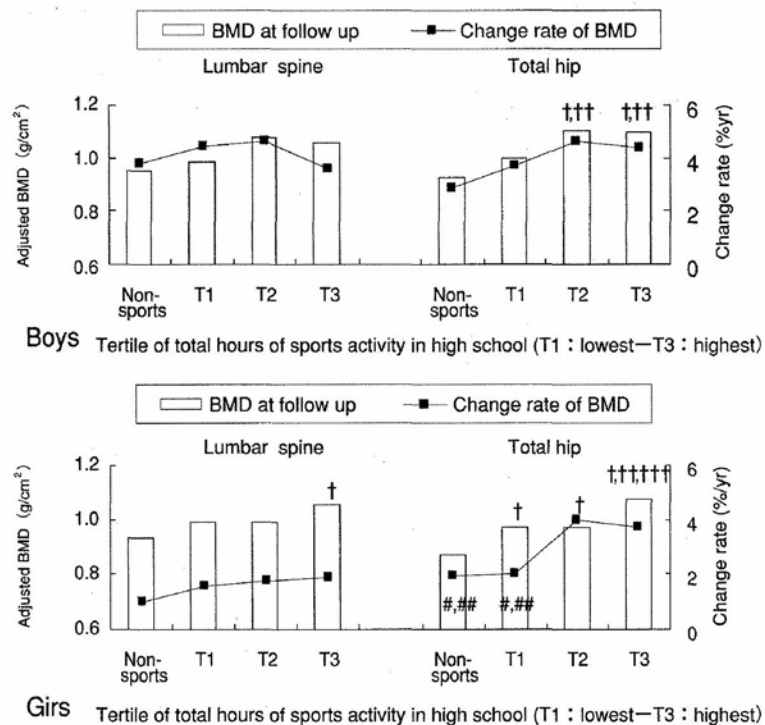 BMD at follow up Change rate of BMD
Lumbar spine Total hip
Adjusted BMD (g/cm²)
1.2
1.0
0.8
0.6
†,†† †,††
6
4
2
0
Change rate (%yr)
Non-sports T1 T2 T3 Non-sports T1 T2 T3
Boys Tertile of total hours of sports activity in high school (T1：lowest－T3：highest)
BMD at follow up Change rate of BMD
Lumbar spine Total hip
Adjusted BMD (g/cm²)
1.2
1.0
0.8
0.6
† † † †,††,†††
#,## #,##
6
4
2
0
Change rate (%/yr)
Non-sports T1 T2 T3 Non-sports T1 T2 T3
Girs Tertile of total hours of sports activity in high school (T1：lowest－T3：highest)